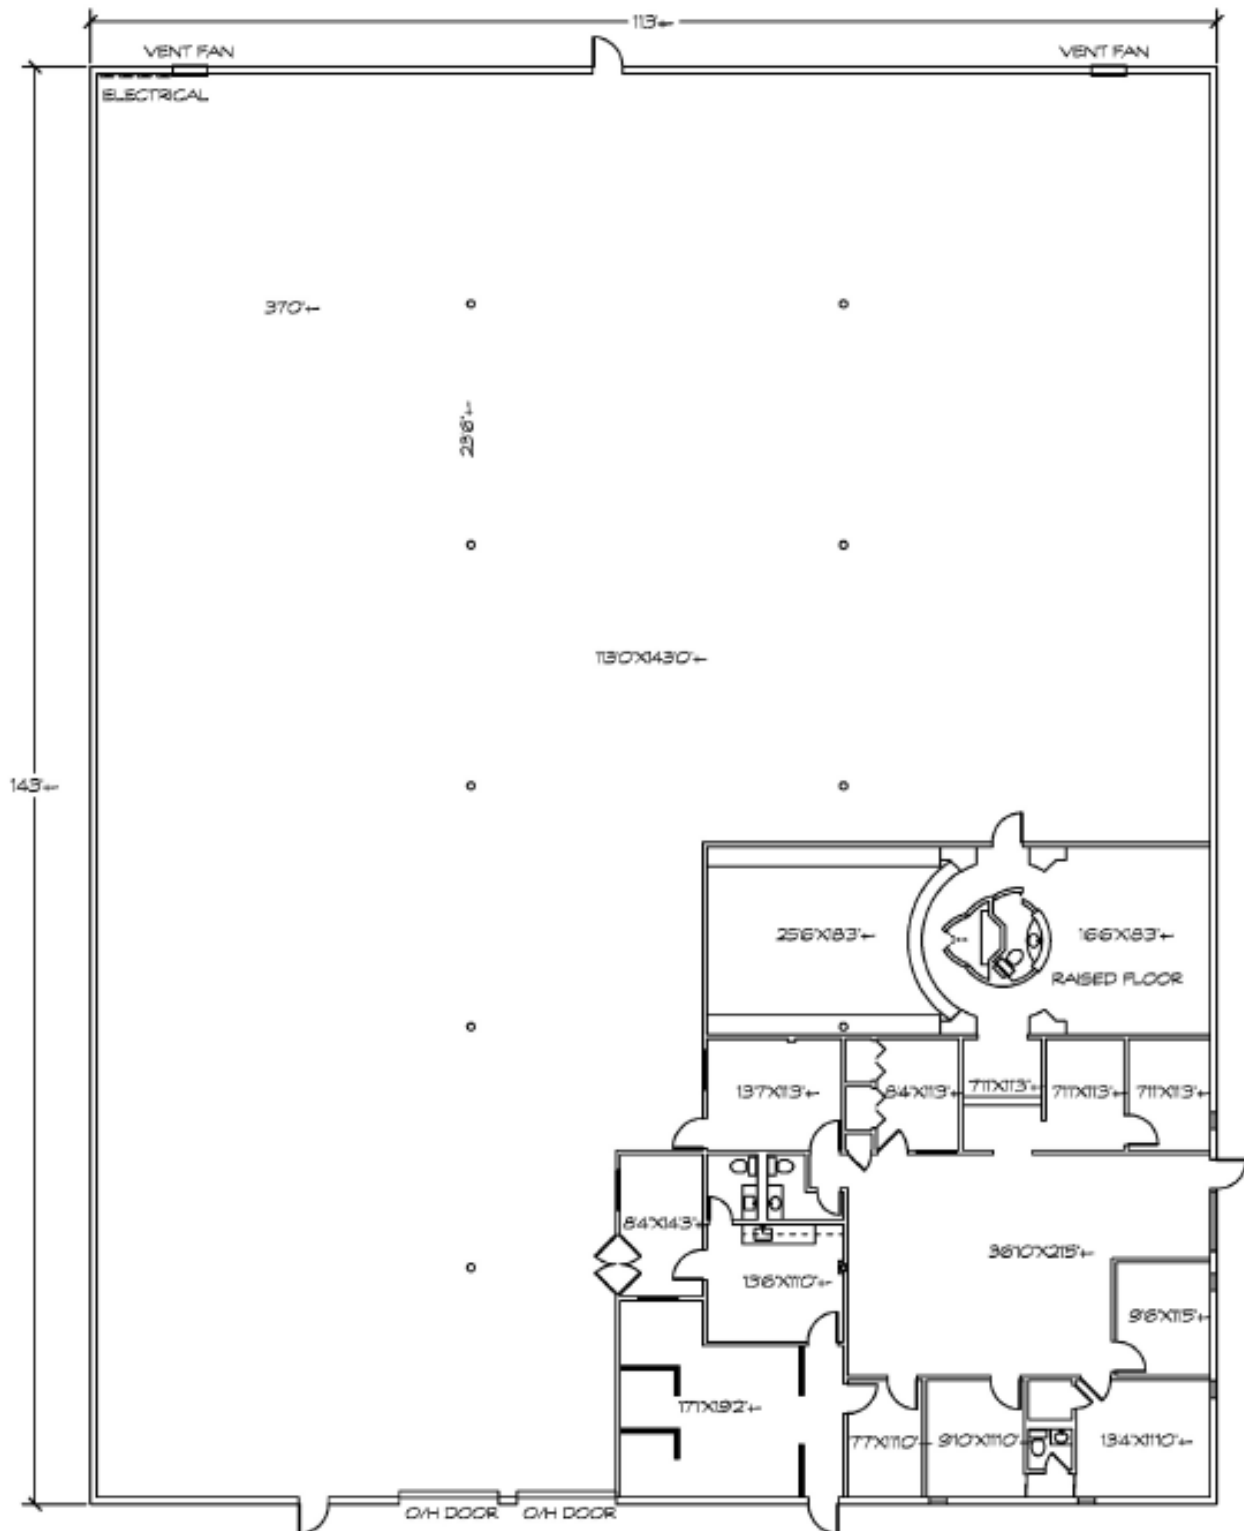 113'
VENT FAN
VENT FAN
ELECTRICAL
37'0"
23'6"
113'0"X143'0"
143'
25'6"X18'3"
16'6"X18'3"
RAISED FLOOR
13'7"X11'3"
8'4"X11'3"
7'11"X11'3"
7'11"X11'3"
7'11"X11'3"
8'4"X14'3"
36'10"X21'5"
13'6"X11'0"
9'6"X11'5"
17'1"X19'2"
7'7"X11'10"
9'10"X11'10"
13'4"X11'10"
O/H DOOR
O/H DOOR